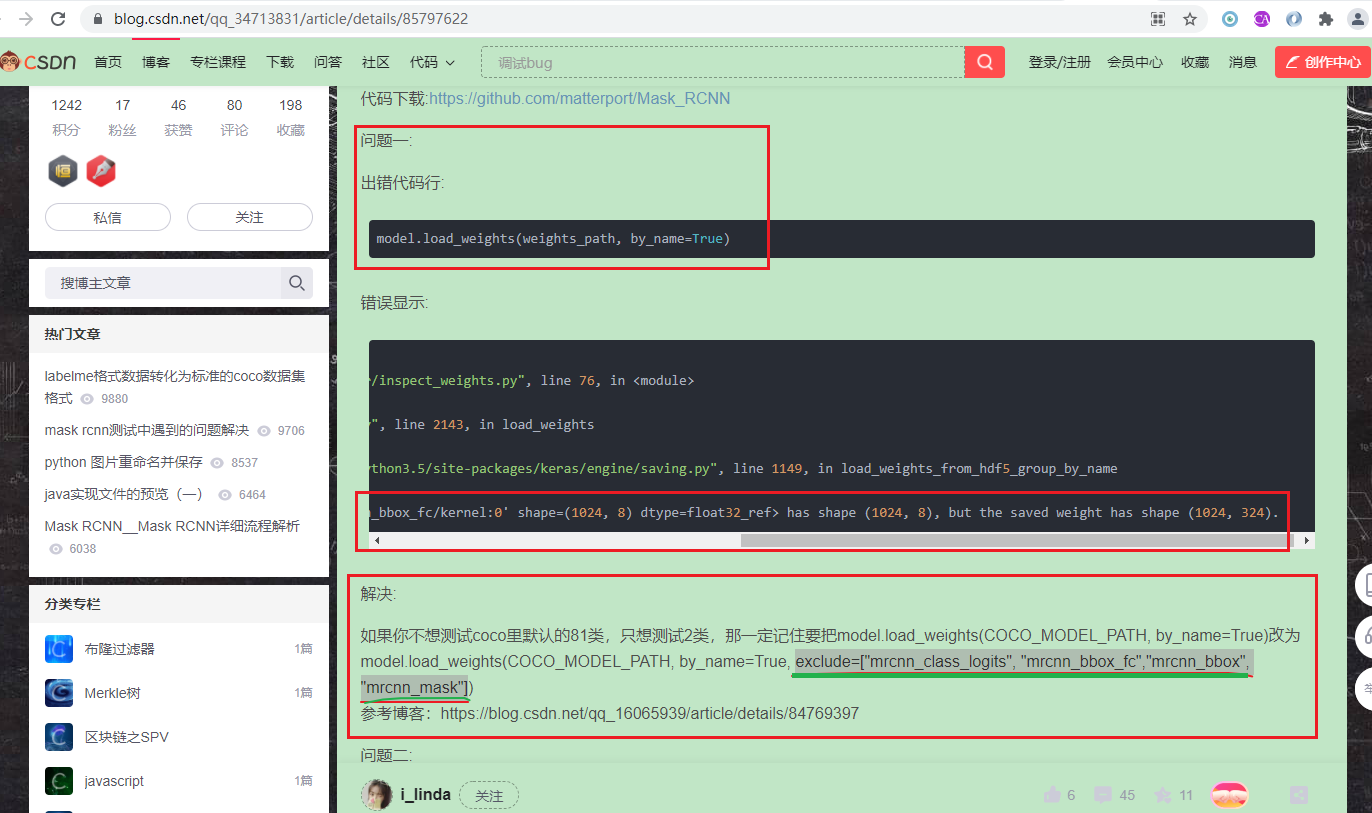 blog.csdn.net/qq_34713831/article/details/85797622
CSDN 首页 博客 专栏课程 下载 问答 社区 代码 调试bug 登录/注册 会员中心 收藏 消息 创作中心
1242 17 46 80 198
积分 粉丝 获赞 评论 收藏
私信 关注
搜博主文章
热门文章
labelme格式数据转化为标准的coco数据集
格式 9880
mask rcnn测试中遇到的问题解决 9706
python 图片重命名并保存 8537
java实现文件的预览（一） 6464
Mask RCNN__Mask RCNN详细流程解析
6038
分类专栏
布隆过滤器 1篇
Merkle树 1篇
区块链之SPV
javascript 1篇
代码下载:https://github.com/matterport/Mask_RCNN
问题一:
出错代码行:
model.load_weights(weights_path, by_name=True)
错误显示:
/inspect_weights.py", line 76, in <module>
", line 2143, in load_weights
ython3.5/site-packages/keras/engine/saving.py", line 1149, in load_weights_from_hdf5_group_by_name
_bbox_fc/kernel:0' shape=(1024, 8) dtype=float32_ref> has shape (1024, 8), but the saved weight has shape (1024, 324).
解决:
如果你不想测试coco里默认的81类，只想测试2类，那一定记住要把model.load_weights(COCO_MODEL_PATH, by_name=True)改为
model.load_weights(COCO_MODEL_PATH, by_name=True, exclude=["mrcnn_class_logits", "mrcnn_bbox_fc","mrcnn_bbox",
"mrcnn_mask"])
参考博客：https://blog.csdn.net/qq_16065939/article/details/84769397
问题二:
i_linda 关注 6 45 11